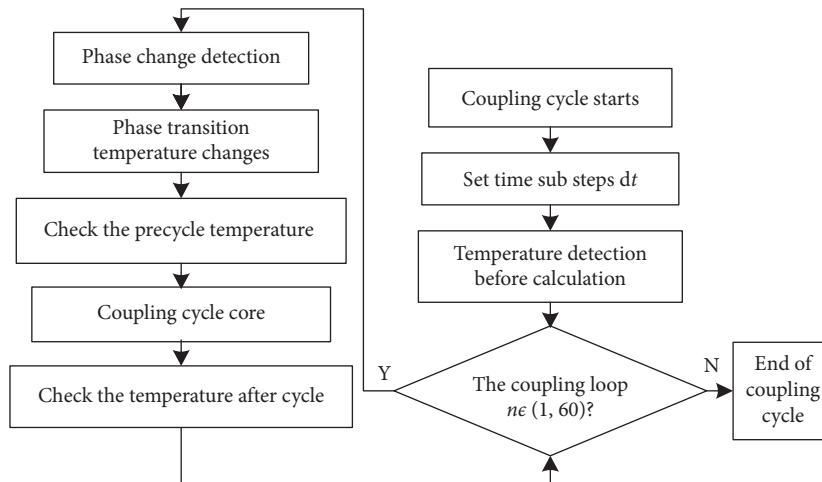 Phase change detection
Phase transition
temperature changes
Check the precycle temperature
Coupling cycle core
Check the temperature after cycle
Coupling cycle starts
Set time sub steps dt
Temperature detection
before calculation
Y
The coupling loop
nϵ (1, 60)?
N
End of
coupling
cycle